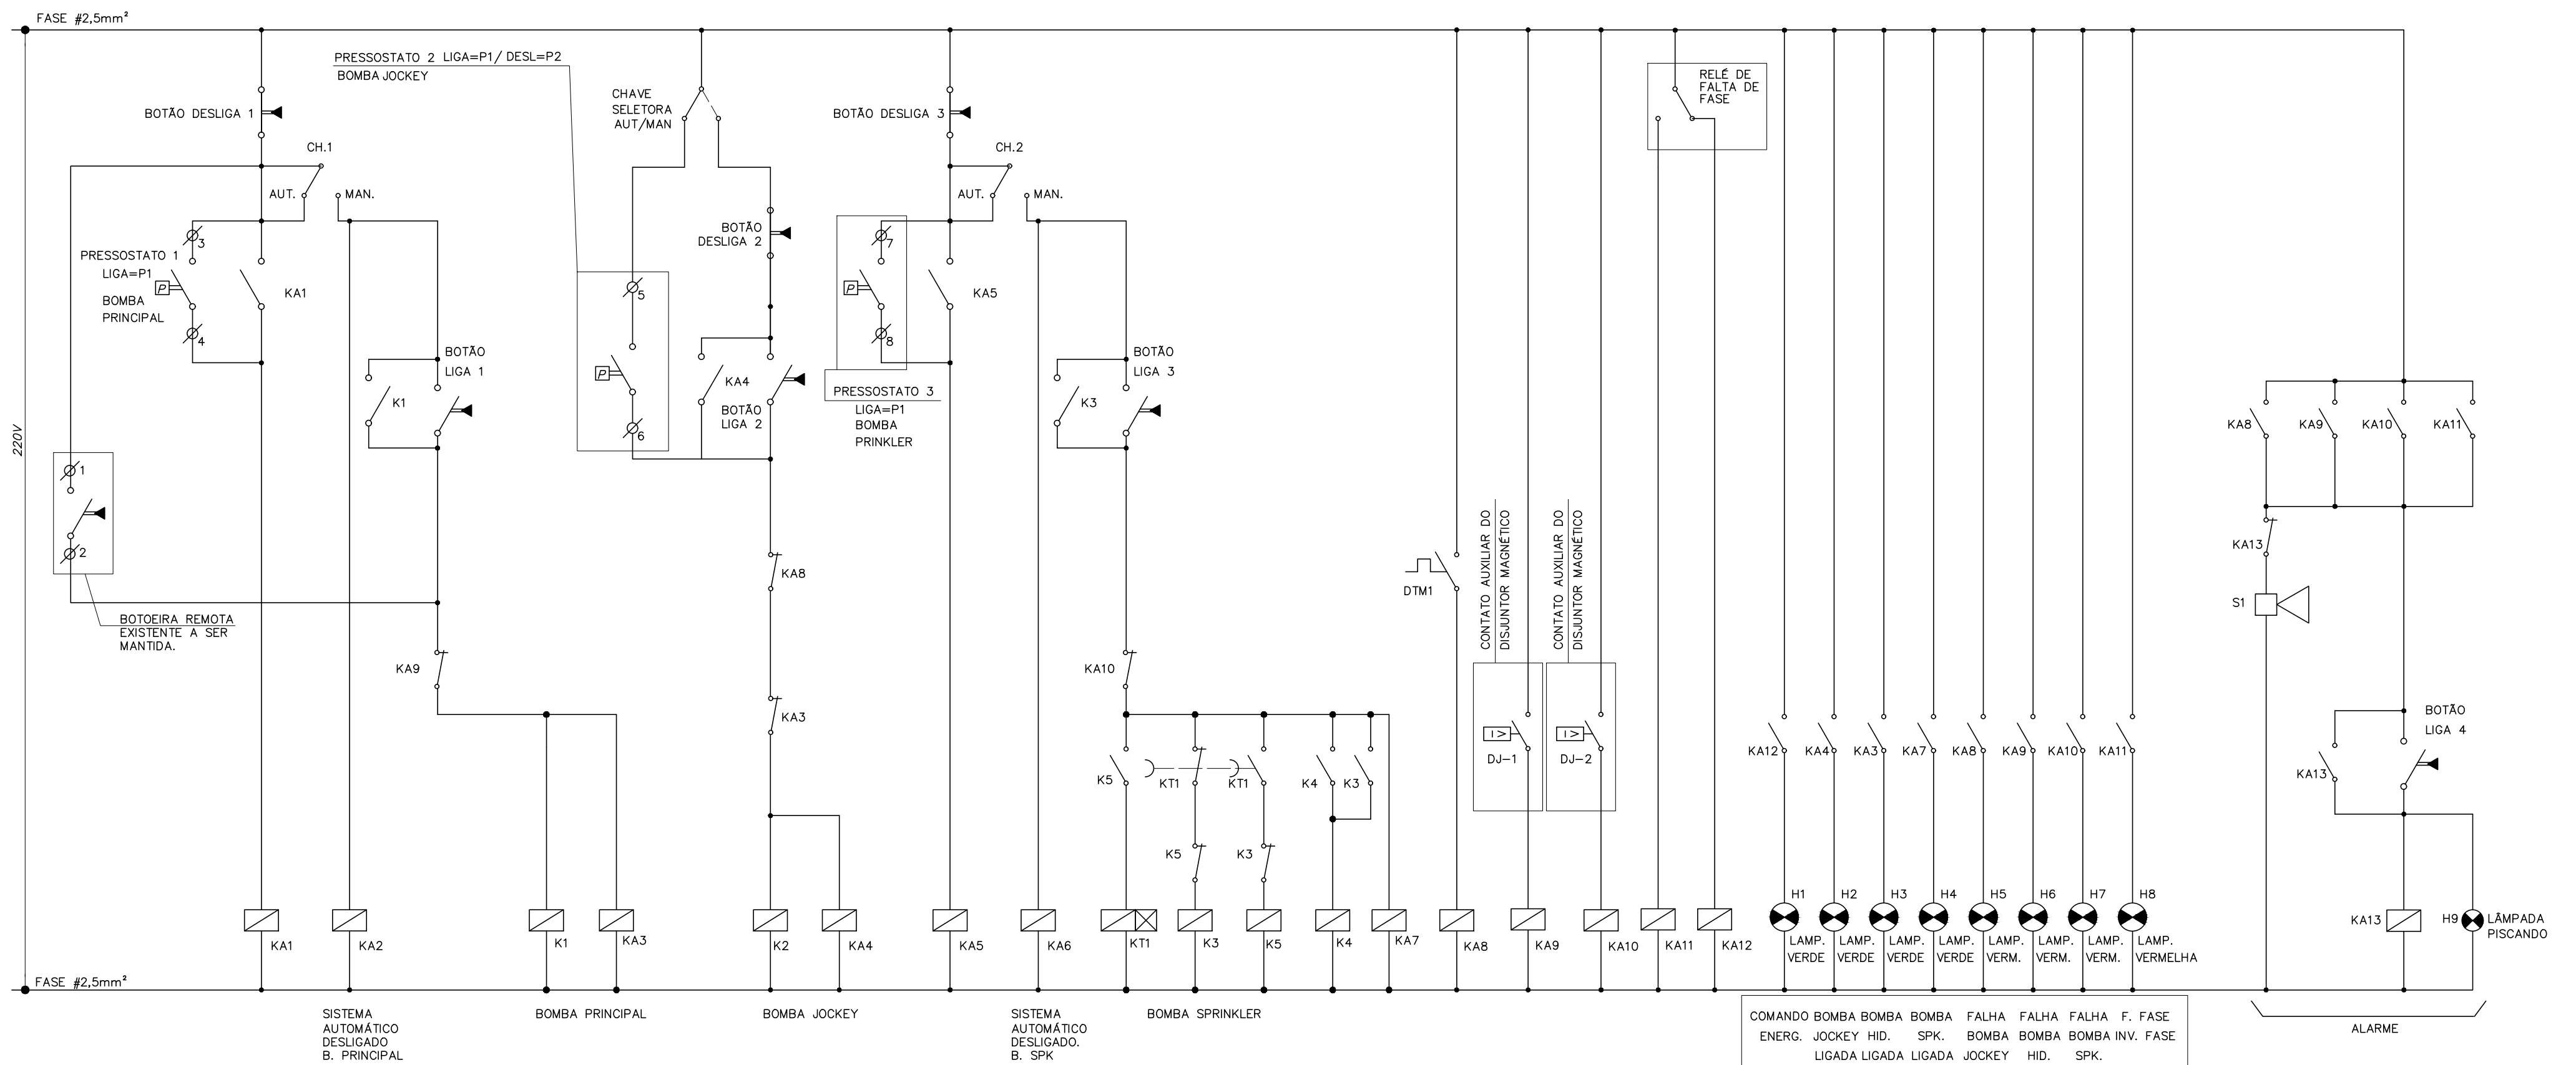 FASE #2,5mm²
PRESSOSTATO 2 LIGA=P1/ DESL=P2
BOMBA JOCKEY
BOTÃO DESLIGA 1
CH.1
AUT.
MAN.
3
PRESSOSTATO 1
LIGA=P1
P
BOMBA
PRINCIPAL
4
KA1
BOTÃO
LIGA 1
K1
220V
1
2
BOTOEIRA REMOTA
EXISTENTE A SER
MANTIDA.
KA9
CHAVE
SELETORA
AUT/MAN
BOTÃO
DESLIGA 2
5
P
6
KA4
BOTÃO
LIGA 2
KA8
KA3
BOTÃO DESLIGA 3
CH.2
AUT.
MAN.
7
P
8
KA5
PRESSOSTATO 3
LIGA=P1
BOMBA
PRINKLER
BOTÃO
LIGA 3
K3
KA10
K5
KT1
KT1
K4
K3
K5
K3
DTM1
CONTATO AUXILIAR DO
DISJUNTOR MAGNÉTICO
CONTATO AUXILIAR DO
DISJUNTOR MAGNÉTICO
I>
DJ-1
I>
DJ-2
RELÉ DE
FALTA DE
FASE
KA12
KA4
KA3
KA7
KA8
KA9
KA10
KA11
KA8
KA9
KA10
KA11
KA13
S1
BOTÃO
LIGA 4
KA13
KA1
KA2
K1
KA3
K2
KA4
KA5
KA6
KT1
K3
K5
K4
KA7
KA8
KA9
KA10
KA11
KA12
H1
H2
H3
H4
H5
H6
H7
H8
LAMP.
VERDE
LAMP.
VERDE
LAMP.
VERDE
LAMP.
VERDE
LAMP.
VERM.
LAMP.
VERM.
LAMP.
VERM.
LAMP.
VERMELHA
KA13
H9
LÂMPADA
PISCANDO
FASE #2,5mm²
SISTEMA
AUTOMÁTICO
DESLIGADO
B. PRINCIPAL
BOMBA PRINCIPAL
BOMBA JOCKEY
SISTEMA
AUTOMÁTICO
DESLIGADO.
B. SPK
BOMBA SPRINKLER
COMANDO BOMBA BOMBA BOMBA FALHA FALHA FALHA F. FASE
ENERG. JOCKEY HID. SPK. BOMBA BOMBA BOMBA INV. FASE
LIGADA LIGADA LIGADA JOCKEY HID. SPK.
ALARME